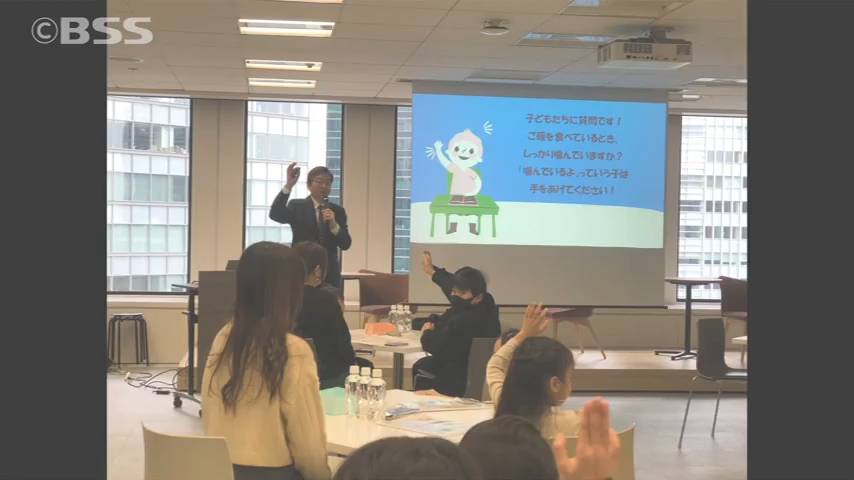 ©BSS
子どもたちに質問です！
ご飯を食べているとき、
しっかり噛んでいますか？
「噛んでいるよ」っていう子は
手をあげてください！